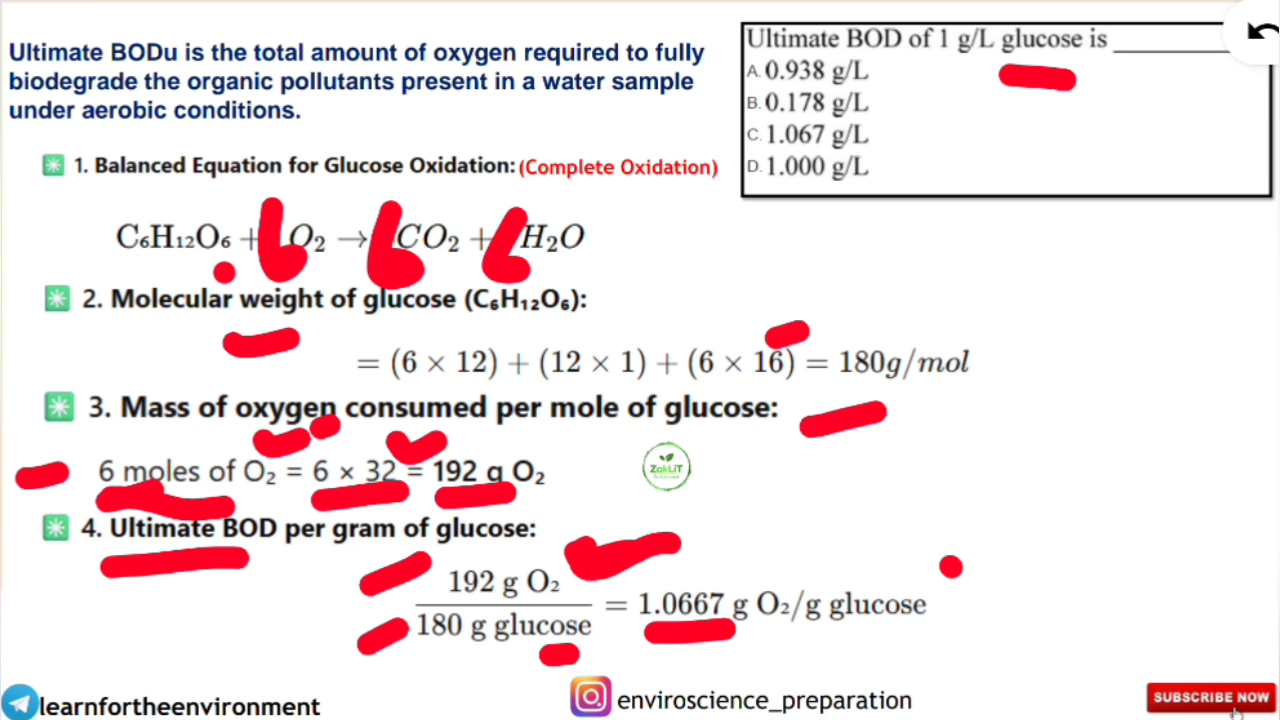 Ultimate BODu is the total amount of oxygen required to fully
biodegrade the organic pollutants present in a water sample
under aerobic conditions.
Ultimate BOD of 1 g/L glucose is ________
A. 0.938 g/L
B. 0.178 g/L
C. 1.067 g/L
D. 1.000 g/L
1. Balanced Equation for Glucose Oxidation: (Complete Oxidation)
C₆H₁₂O₆ + 6 O₂ → 6 CO₂ + 6 H₂O
2. Molecular weight of glucose (C₆H₁₂O₆):
= (6 × 12) + (12 × 1) + (6 × 16) = 180g/mol
3. Mass of oxygen consumed per mole of glucose:
6 moles of O₂ = 6 × 32 = 192 g O₂
ZakLiT
4. Ultimate BOD per gram of glucose:
192 g O₂
180 g glucose
= 1.0667 g O₂/g glucose
learnfortheenvironment
enviroscience_preparation
SUBSCRIBE NOW